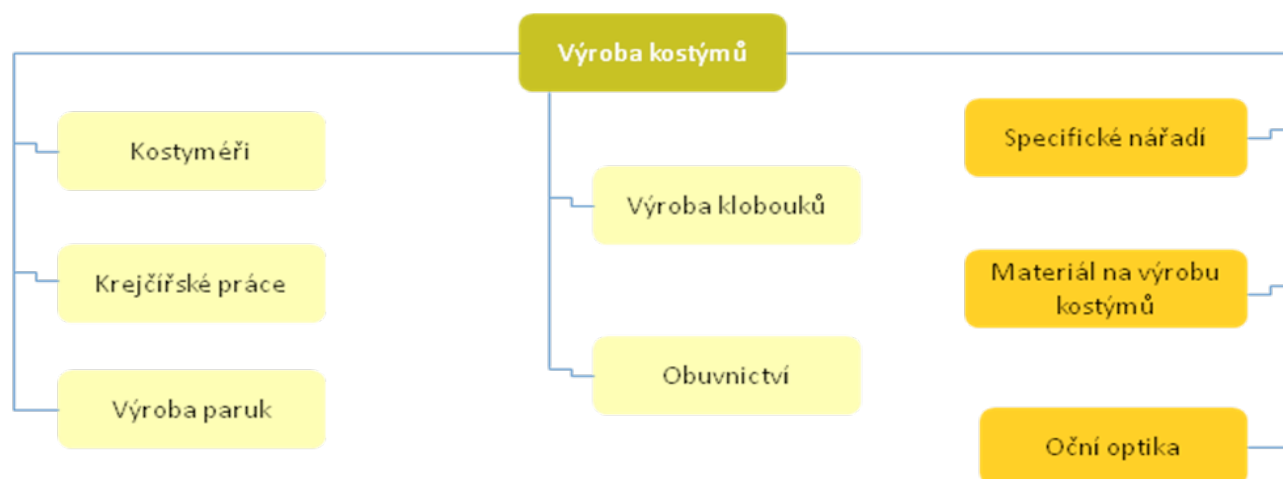 Výroba kostýmů
Kostyméři
Krejčířské práce
Výroba paruk
Výroba klobouků
Obuvnictví
Specifické nářadí
Materiál na výrobu
kostýmů
Oční optika